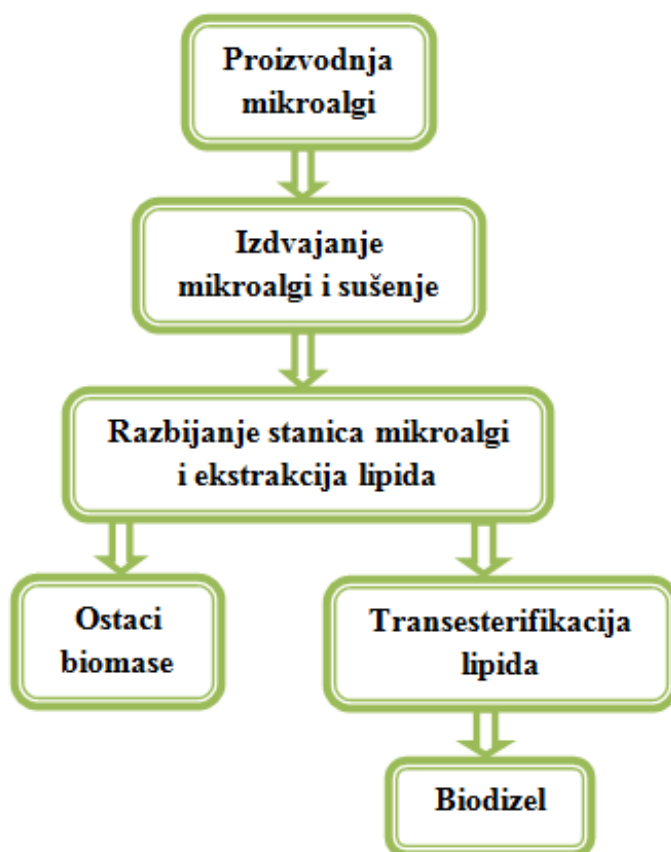 Proizvodnja
mikroalgi
Izdvajanje
mikroalgi i sušenje
Razbijanje stanica mikroalgi
i ekstrakcija lipida
Ostaci
biomase
Transesterifikacija
lipida
Biodizel